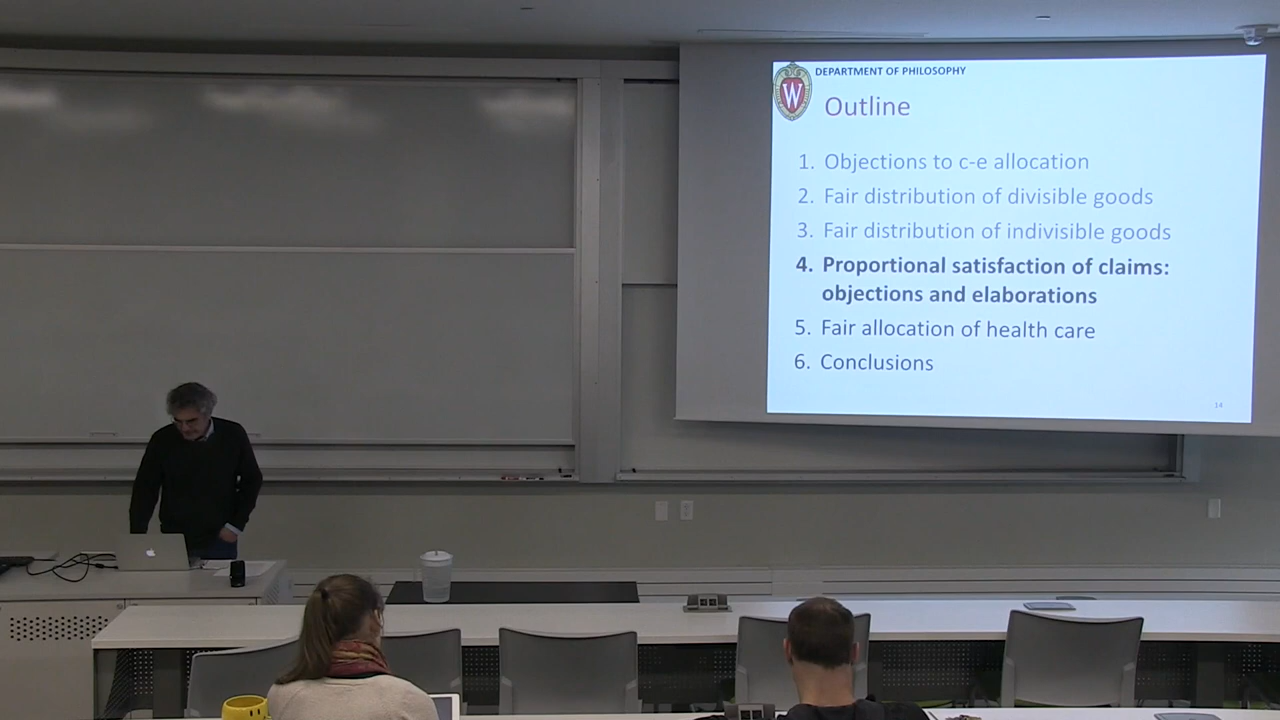 DEPARTMENT OF PHILOSOPHY
W
Outline
1. Objections to c-e allocation
2. Fair distribution of divisible goods
3. Fair distribution of indivisible goods
4. Proportional satisfaction of claims:
objections and elaborations
5. Fair allocation of health care
6. Conclusions
14